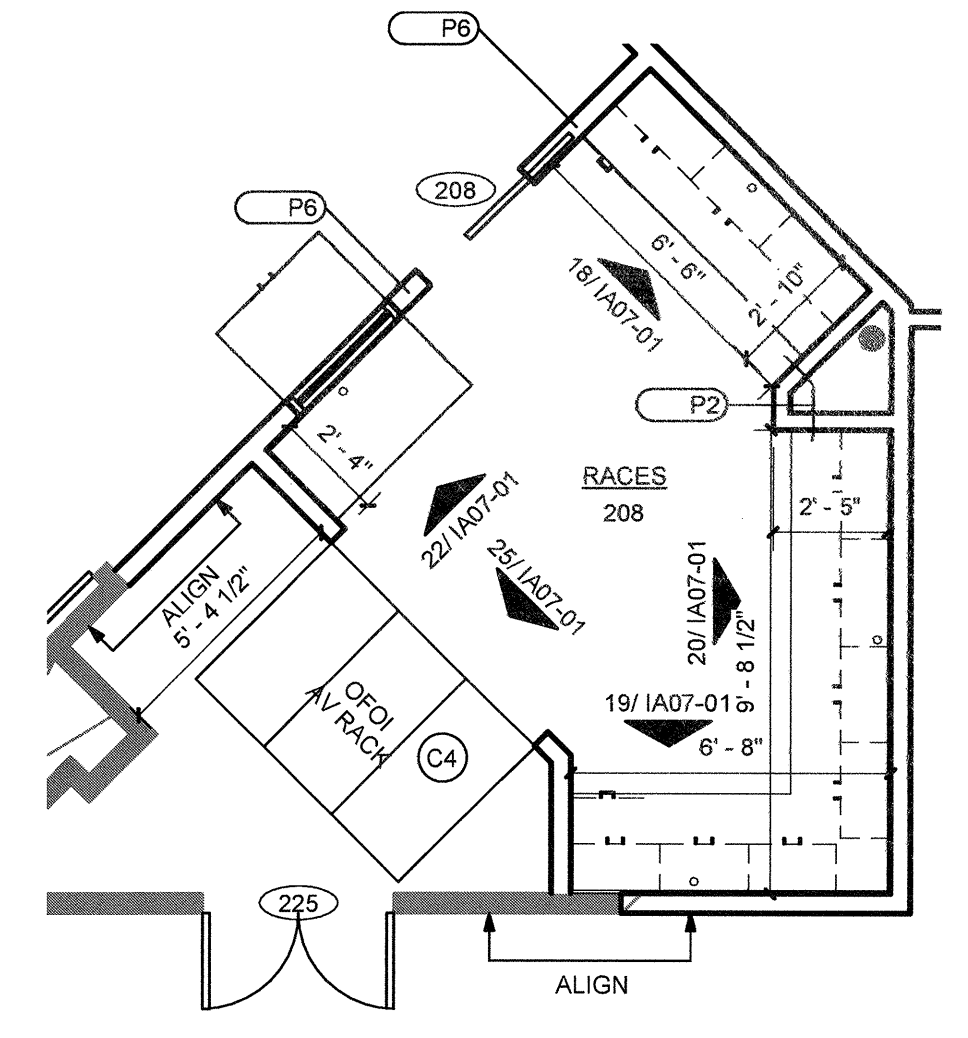 P6
208
P6
6' - 6"
18/ IA07-01
2' - 10"
P2
2' - 4"
RACES
208
2' - 5"
22/ IA07-01
25/ IA07-01
20/ IA07-01
ALIGN
5' - 4 1/2"
9' - 8 1/2"
OFOI
AV RACK
C4
19/ IA07-01
6' - 8"
225
ALIGN